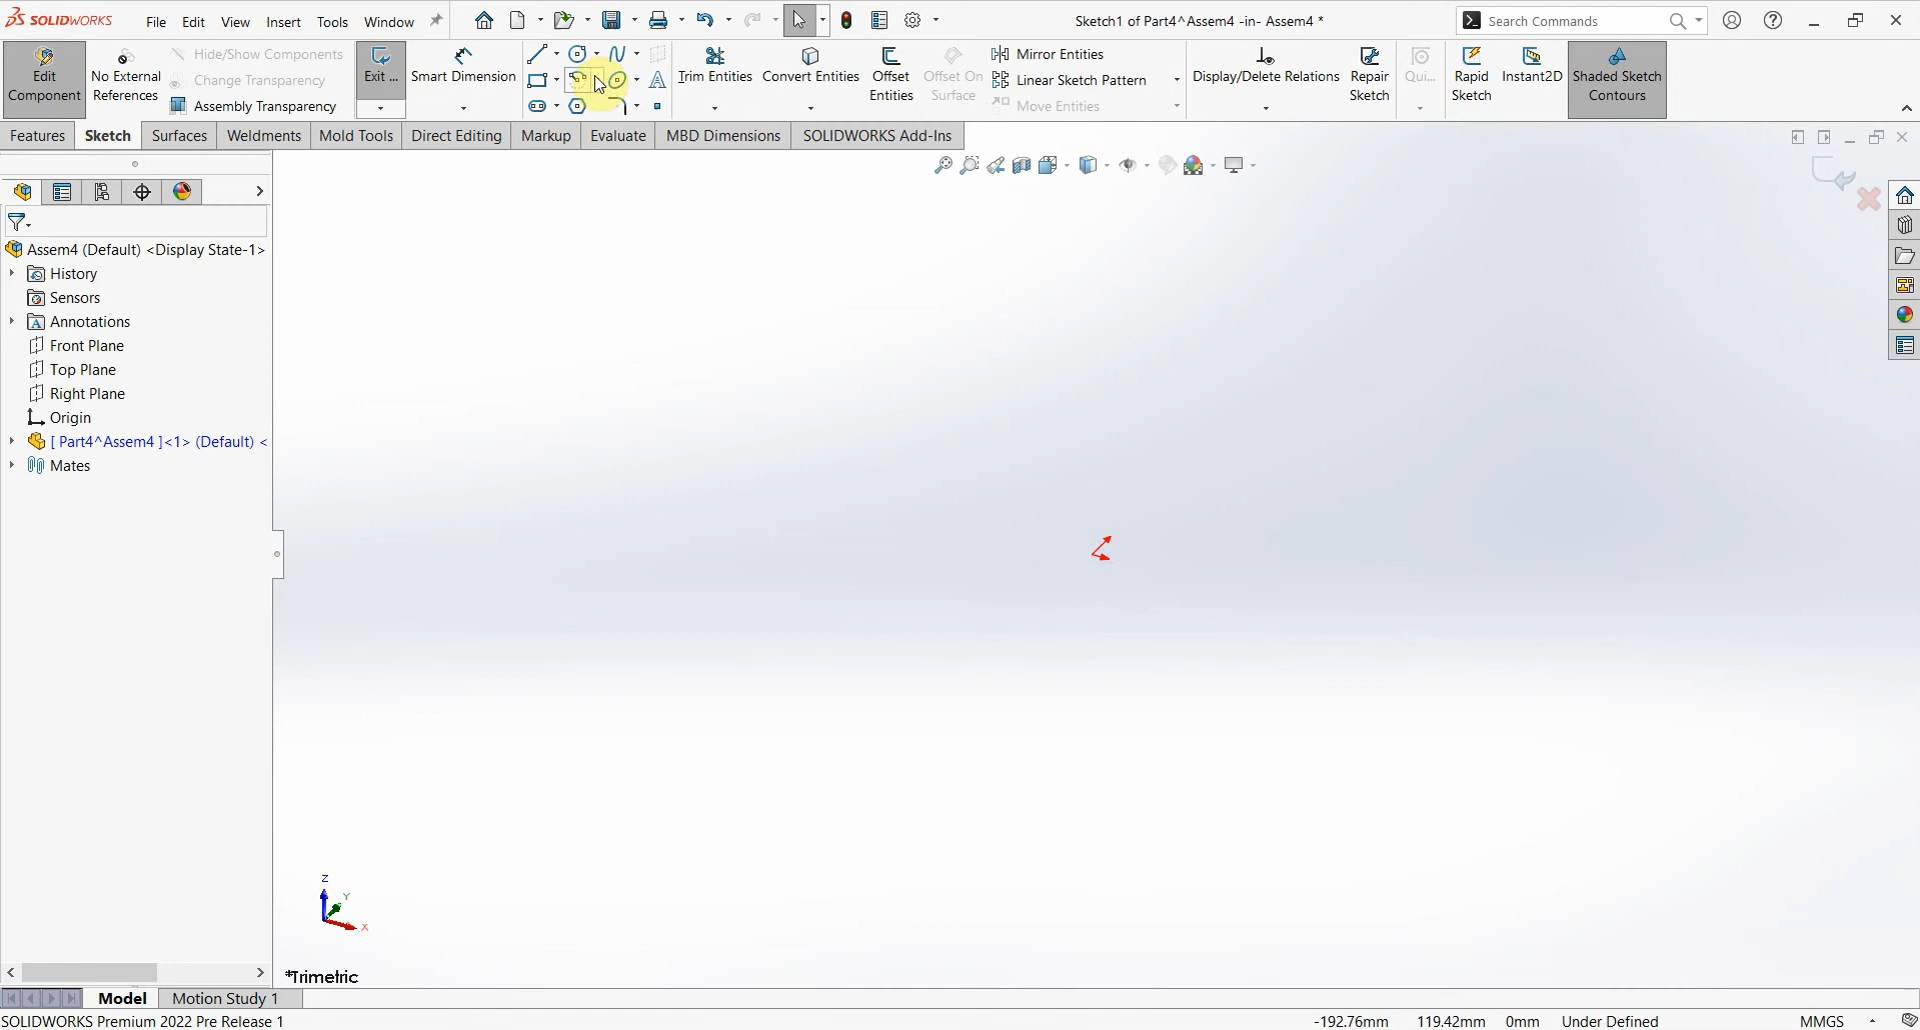 SOLIDWORKS File Edit View Insert Tools Window Sketch1 of Part4^Assem4 -in- Assem4 * Search Commands
Edit Component
No External References
Hide/Show Components
Change Transparency
Assembly Transparency
Exit ...
Smart Dimension
Trim Entities
Convert Entities
Offset Entities
Offset On Surface
Mirror Entities
Linear Sketch Pattern
Move Entities
Display/Delete Relations
Repair Sketch
Qui...
Rapid Sketch
Instant2D
Shaded Sketch Contours
Features Sketch Surfaces Weldments Mold Tools Direct Editing Markup Evaluate MBD Dimensions SOLIDWORKS Add-Ins
Assem4 (Default) <Display State-1>
History
Sensors
Annotations
Front Plane
Top Plane
Right Plane
Origin
[ Part4^Assem4 ]<1> (Default) <
Mates
Z
Y
X
*Trimetric
Model Motion Study 1
SOLIDWORKS Premium 2022 Pre Release 1 -192.76mm 119.42mm 0mm Under Defined MMGS